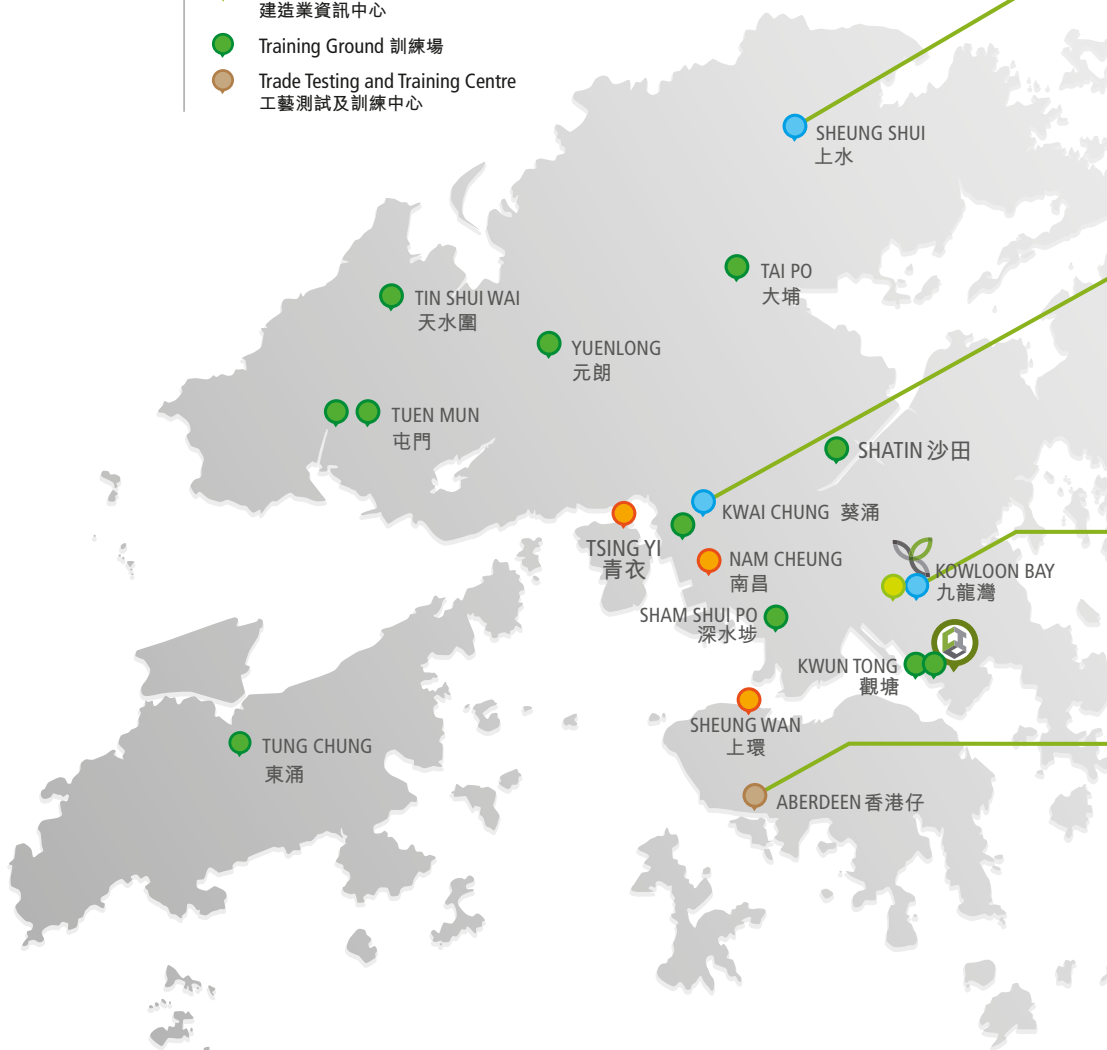 建造業資訊中心
Training Ground 訓練場
Trade Testing and Training Centre
工藝測試及訓練中心
SHEUNG SHUI
上水
TAI PO
大埔
TIN SHUI WAI
天水圍
YUENLONG
元朗
TUEN MUN
屯門
SHATIN 沙田
KWAI CHUNG 葵涌
TSING YI
青衣
NAM CHEUNG
南昌
KOWLOON BAY
九龍灣
SHAM SHUI PO
深水埗
KWUN TONG
觀塘
SHEUNG WAN
上環
TUNG CHUNG
東涌
ABERDEEN 香港仔